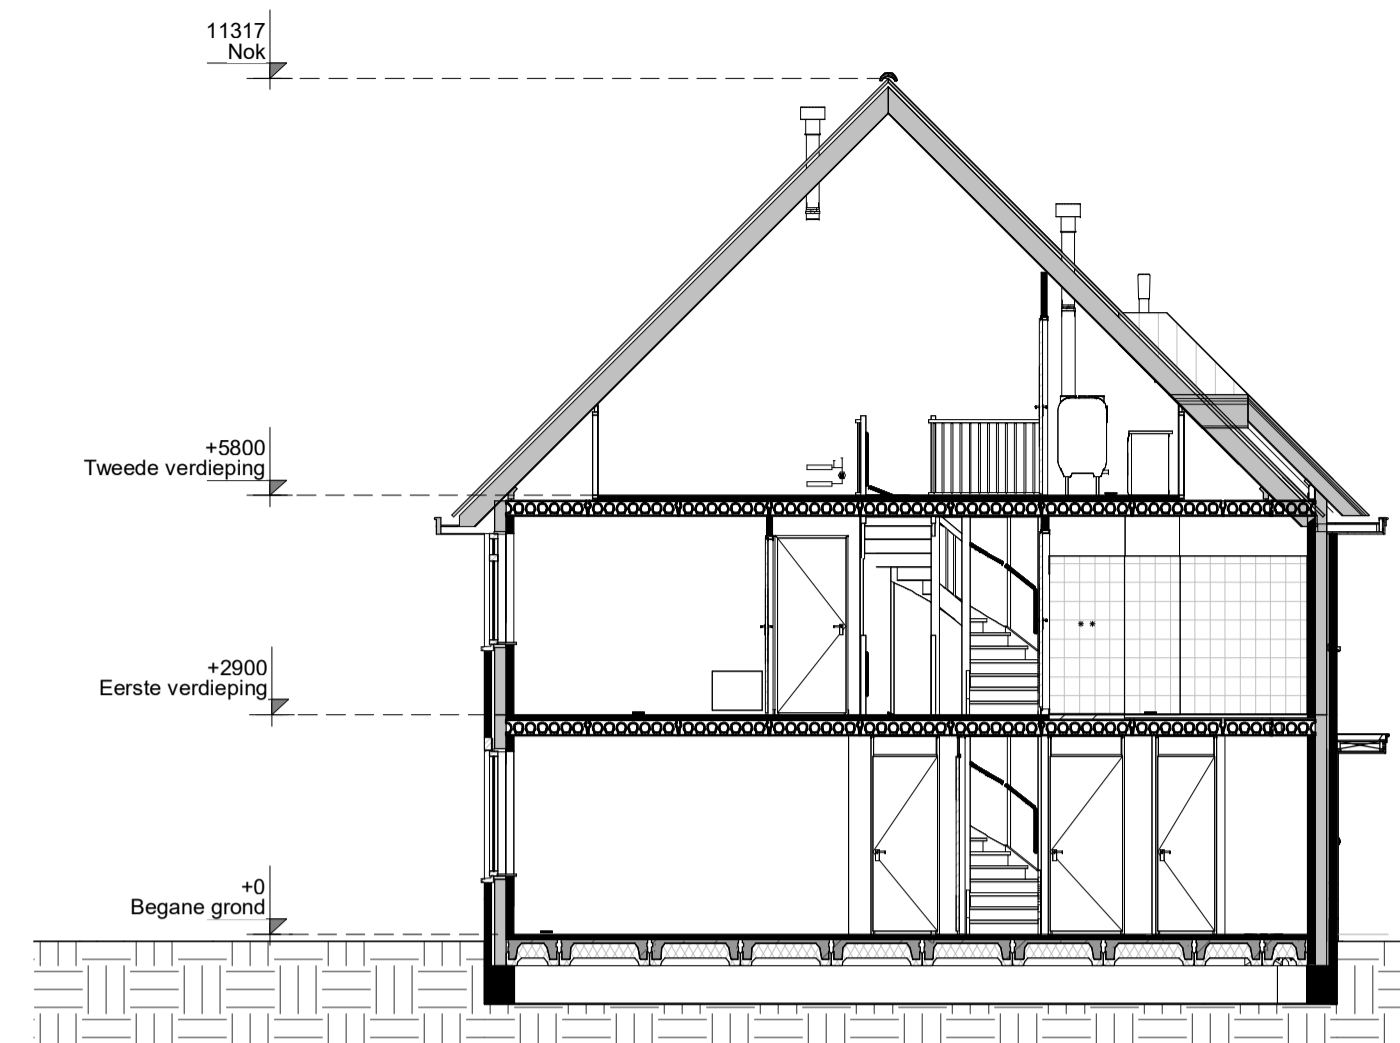 11317
Nok
+5800
Tweede verdieping
+2900
Eerste verdieping
+0
Begane grond